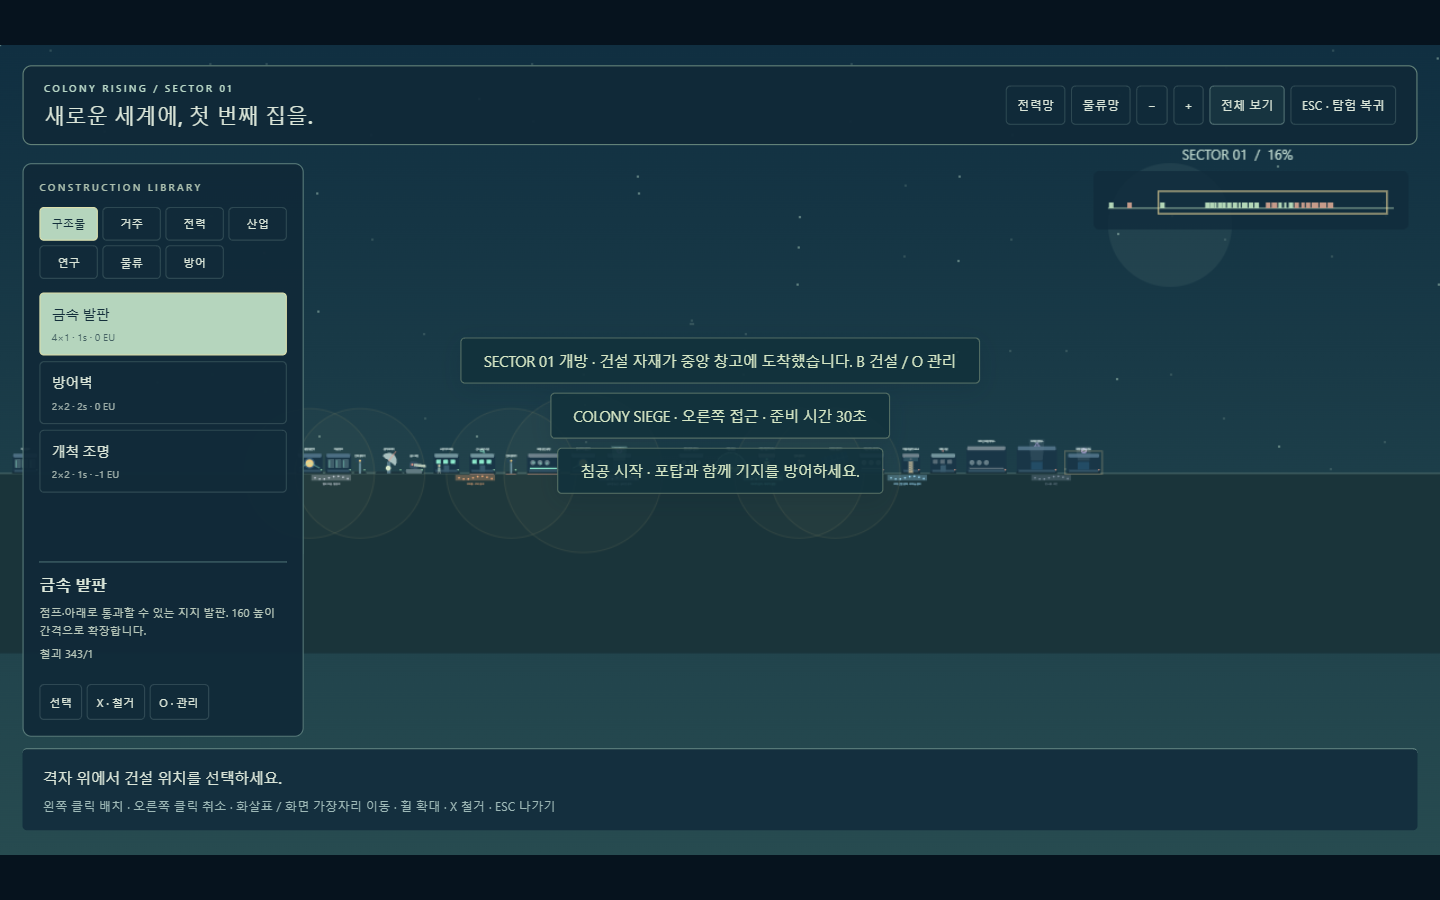 COLONY RISING / SECTOR 01
새로운 세계에, 첫 번째 집을.
전력망
물류망
−
+
전체 보기
ESC · 탐험 복귀
SECTOR 01 / 16%
CONSTRUCTION LIBRARY
구조물
거주
전력
산업
연구
물류
방어
금속 발판
4×1 · 1s · 0 EU
방어벽
2×2 · 2s · 0 EU
개척 조명
2×2 · 1s · -1 EU
SECTOR 01 개방 · 건설 자재가 중앙 창고에 도착했습니다. B 건설 / O 관리
COLONY SIEGE · 오른쪽 접근 · 준비 시간 30초
침공 시작 · 포탑과 함께 기지를 방어하세요.
금속 발판
점프·아래로 통과할 수 있는 지지 발판. 160 높이
간격으로 확장합니다.
철괴 343/1
선택
X · 철거
O · 관리
격자 위에서 건설 위치를 선택하세요.
왼쪽 클릭 배치 · 오른쪽 클릭 취소 · 화살표 / 화면 가장자리 이동 · 휠 확대 · X 철거 · ESC 나가기